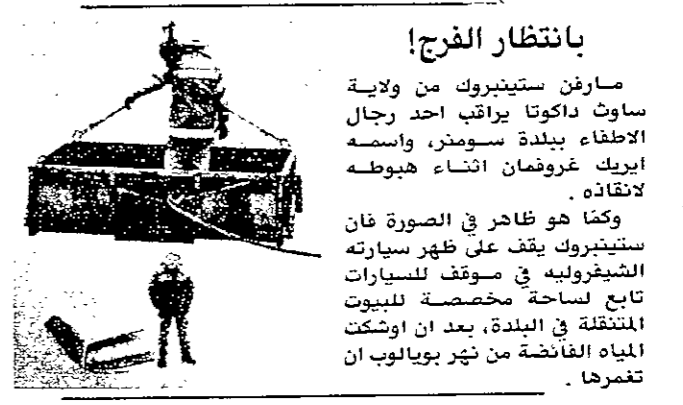 بانتظار الفرج!
مارفن ستينبروك من ولاية
ساوث داكوتا يراقب احد رجال
الاطفاء ببلدة سومنر، واسمه
ايريك غروفمان اثناء هبوطه
لانقاذه .
وكما هو ظاهر في الصورة فان
ستينبروك يقف على ظهر سيارته
الشيفروليه في موقف للسيارات
تابع لساحة مخصصة للبيوت
المتنقلة في البلدة، بعد ان اوشكت
المياه الفائضة من نهر بويالوب ان
تغمرها .